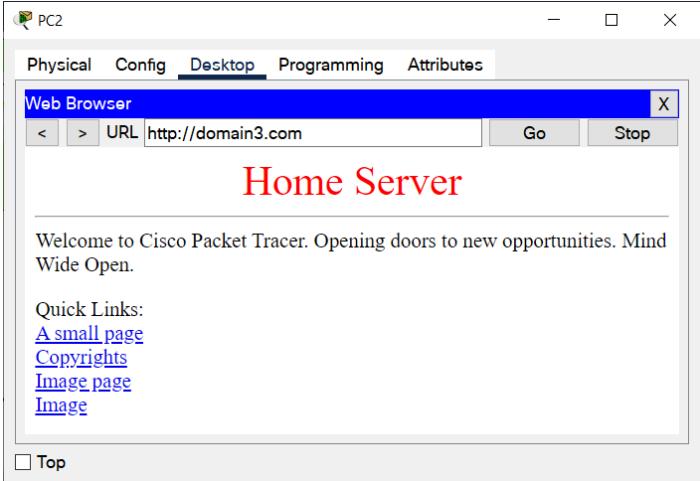 PC2
Physical Config Desktop Programming Attributes
Web Browser X
< > URL http://domain3.com Go Stop
Home Server
Welcome to Cisco Packet Tracer. Opening doors to new opportunities. Mind
Wide Open.
Quick Links:
A small page
Copyrights
Image page
Image
Top